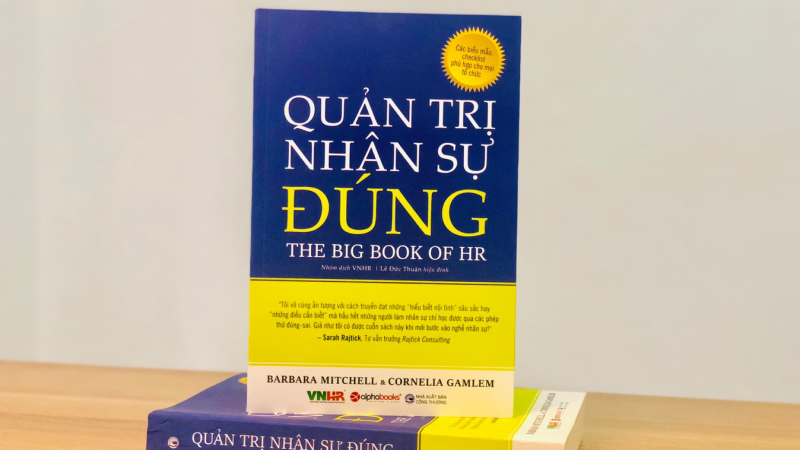 Các biểu mẫu,
checklist
phù hợp cho mọi
tổ chức
QUẢN TRỊ
NHÂN SỰ
ĐÚNG
THE BIG BOOK OF HR
Nhóm dịch VNHR | Lê Đức Thuận hiệu đính
"Tôi vô cùng ấn tượng với cách truyền đạt những "hiểu biết nội tình" sâu sắc hay
"những điều cần biết" mà hầu hết những người làm nhân sự chỉ học được qua các phép
thử đúng-sai. Giá như tôi có được cuốn sách này khi mới bước vào nghề nhân sự!"
– Sarah Rajtick, Tư vấn trưởng Rajtick Consulting
BARBARA MITCHELL & CORNELIA GAMLEM
VNHR
alphabooks
NHÀ XUẤT BẢN
CÔNG THƯƠNG
QUẢN TRỊ NHÂN SỰ ĐÚNG
BARBARA MITCHELL & CORNELIA GAMLEM